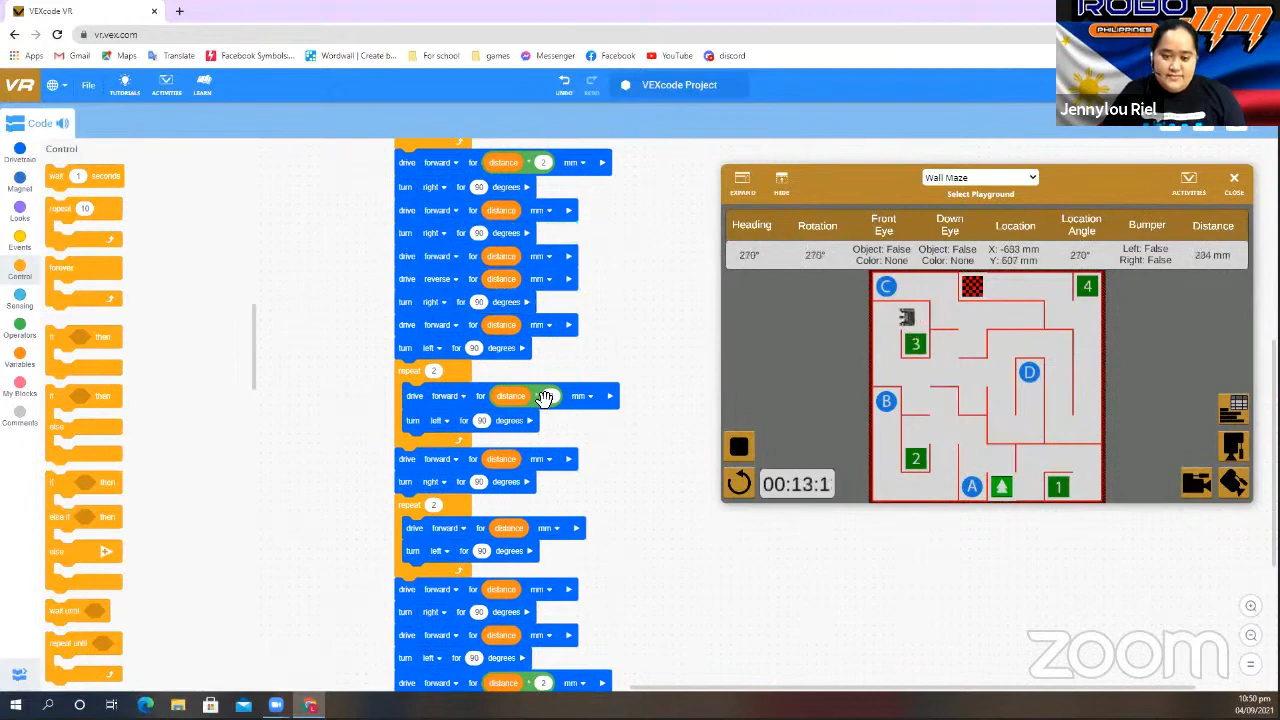 VEXcode VR
vr.vex.com
Apps
Gmail
Maps
Translate
Facebook Symbols...
Wordwall | Create b...
For school
games
Messenger
Facebook
YouTube
discord
ROBO
JAM
PHILIPPINES
Jennylou Riel
VR
File
TUTORIALS
ACTIVITIES
LEARN
UNDO
REDO
VEXcode Project
Code
Drivetrain
Magnet
Looks
Events
Control
Sensing
Operators
Variables
My Blocks
Comments
Control
wait 1 seconds
repeat 10
forever
if then
if then
else
if then
else if then
else
wait until
repeat until
drive forward for distance * 2 mm
turn right for 90 degrees
drive forward for distance mm
turn right for 90 degrees
drive forward for distance mm
drive reverse for distance mm
turn right for 90 degrees
drive forward for distance mm
turn left for 90 degrees
repeat 2
drive forward for distance mm
turn left for 90 degrees
drive forward for distance mm
turn right for 90 degrees
repeat 2
drive forward for distance mm
turn left for 90 degrees
drive forward for distance mm
turn right for 90 degrees
drive forward for distance mm
turn left for 90 degrees
drive forward for distance * 2 mm
EXPAND
HIDE
Wall Maze
Select Playground
ACTIVITIES
CLOSE
Heading Rotation Front Eye Down Eye Location Location Angle Bumper Distance
270° 270° Object: False Color: None Object: False Color: None X: -693 mm Y: 607 mm 270° Left: False Right: False 294 mm
C
4
3
D
B
2
A
1
00:13:1
zoom
10:50 pm
04/09/2021